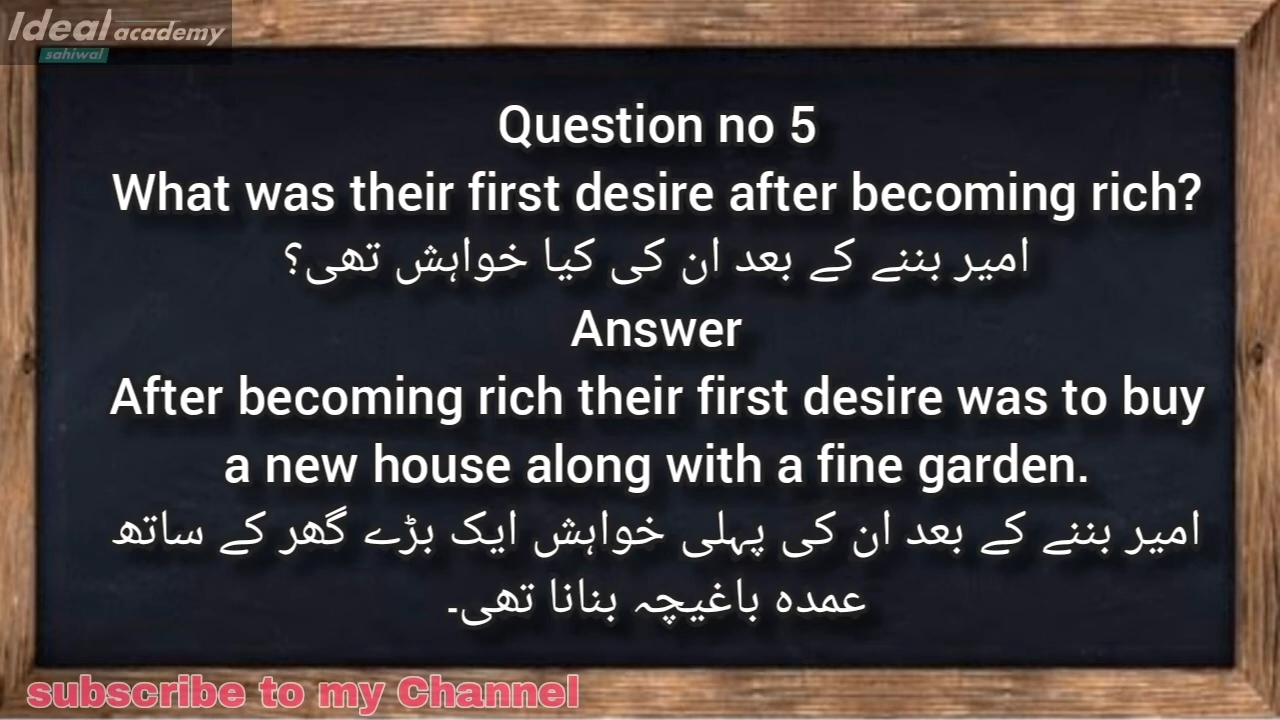 Ideal academy
sahiwal
Question no 5
What was their first desire after becoming rich?
امیر بننے کے بعد ان کی کیا خواہش تھی؟
Answer
After becoming rich their first desire was to buy
a new house along with a fine garden.
امیر بننے کے بعد ان کی پہلی خواہش ایک بڑے گھر کے ساتھ
عمدہ باغیچہ بنانا تھی۔
subscribe to my Channel